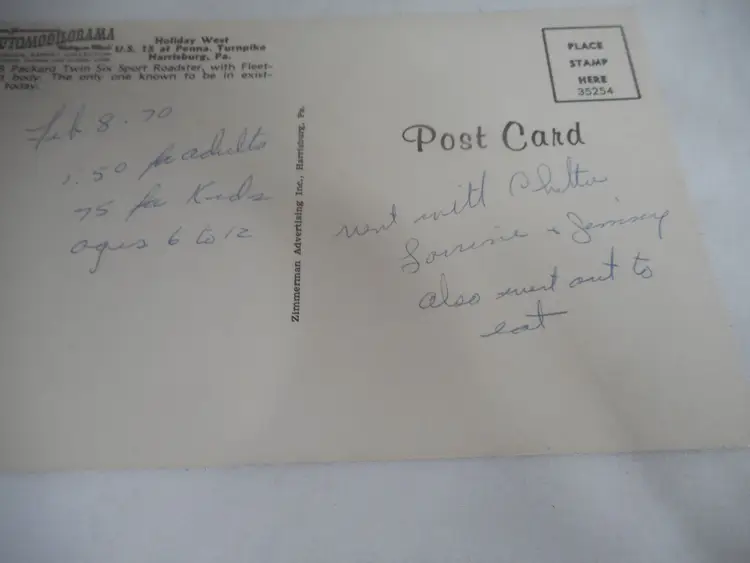 AUTOMOBILORAMA
Holiday West
U.S. 15 at Penna. Turnpike
Harrisburg, Pa.
Packard Twin Six Sport Roadster, with Fleet-
body. The only one known to be in exist-
today.
Feb 8 - 70
1.50 for adults
75 for Kids
ages 6 to 12
Zimmerman Advertising Inc., Harrisburg, Pa.
PLACE
STAMP
HERE
35254
Post Card
went with
Lorraine +
also went out to
eat